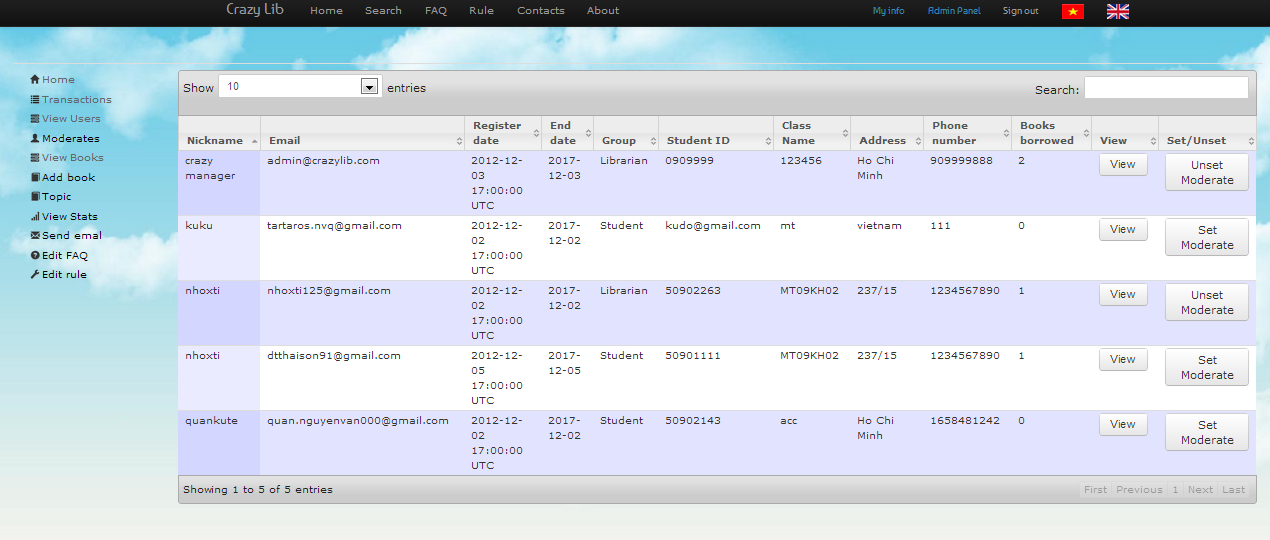 Crazy Lib Home Search FAQ Rule Contacts About My info Admin Panel Sign out
Home
Transactions
View Users
Moderates
View Books
Add book
Topic
View Stats
Send emal
Edit FAQ
Edit rule
Show 10 entries Search:
Nickname Email Register date End date Group Student ID Class Name Address Phone number Books borrowed View Set/Unset
crazy manager admin@crazylib.com 2012-12-03 17:00:00 UTC 2017-12-03 Librarian 0909999 123456 Ho Chi Minh 909999888 2 View Unset Moderate
kuku tartaros.nvq@gmail.com 2012-12-02 17:00:00 UTC 2017-12-02 Student kudo@gmail.com mt vietnam 111 0 View Set Moderate
nhoxti nhoxti125@gmail.com 2012-12-02 17:00:00 UTC 2017-12-02 Librarian 50902263 MT09KH02 237/15 1234567890 1 View Unset Moderate
nhoxti dtthaison91@gmail.com 2012-12-05 17:00:00 UTC 2017-12-05 Student 50901111 MT09KH02 237/15 1234567890 1 View Set Moderate
quankute quan.nguyenvan000@gmail.com 2012-12-02 17:00:00 UTC 2017-12-02 Student 50902143 acc Ho Chi Minh 1658481242 0 View Set Moderate
Showing 1 to 5 of 5 entries First Previous 1 Next Last